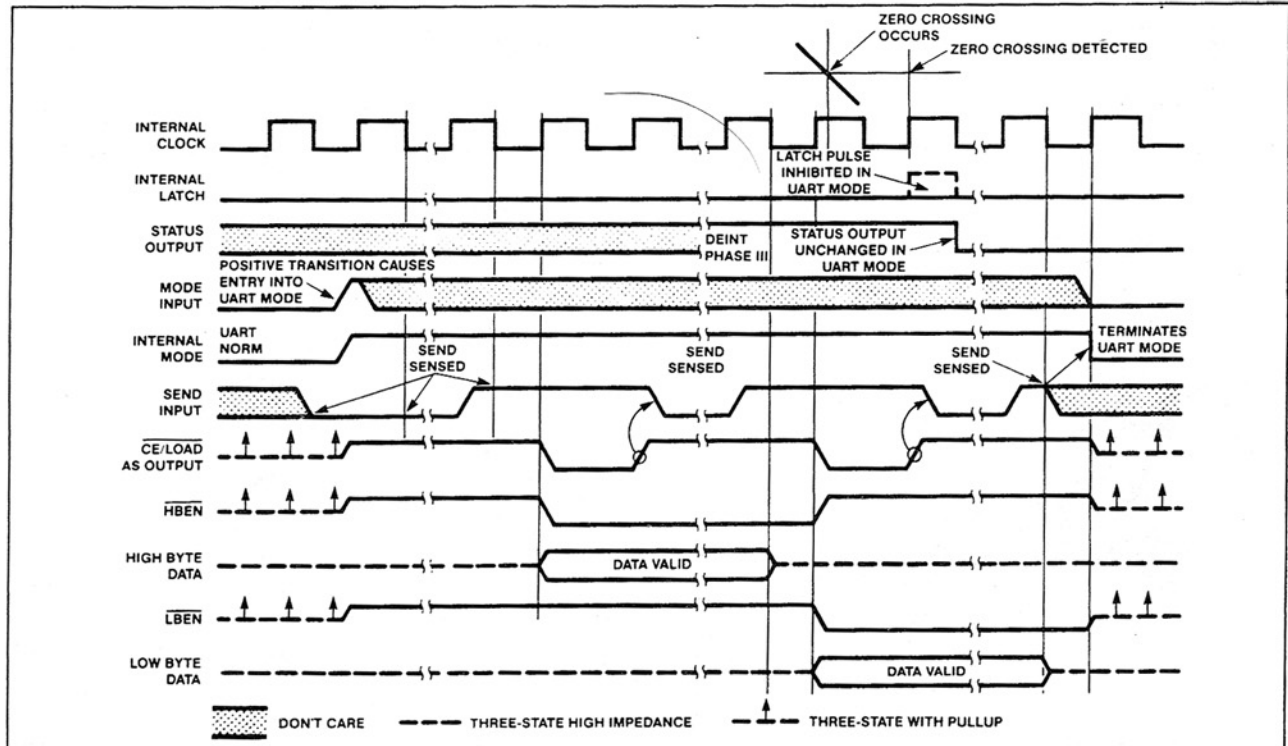 ZERO CROSSING
OCCURS
ZERO CROSSING DETECTED
INTERNAL
CLOCK
LATCH PULSE
INHIBITED IN
UART MODE
INTERNAL
LATCH
STATUS
OUTPUT
DEINT
PHASE III
STATUS OUTPUT
UNCHANGED IN
UART MODE
POSITIVE TRANSITION CAUSES
ENTRY INTO
UART MODE
MODE
INPUT
INTERNAL
MODE
UART
NORM
TERMINATES
UART MODE
SEND
SENSED
SEND
SENSED
SEND
SENSED
SEND
INPUT
CE/LOAD
AS OUTPUT
HBEN
HIGH BYTE
DATA
DATA VALID
LBEN
LOW BYTE
DATA
DATA VALID
DON'T CARE
THREE-STATE HIGH IMPEDANCE
THREE-STATE WITH PULLUP